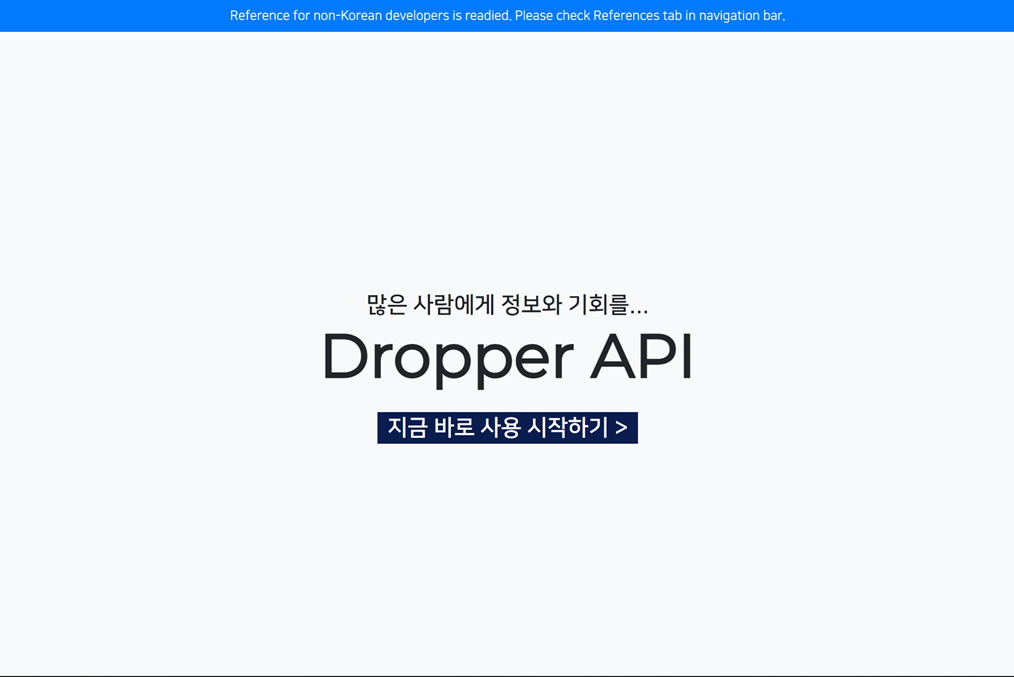 Reference for non-Korean developers is readied. Please check References tab in navigation bar.
많은 사람에게 정보와 기회를...
Dropper API
지금 바로 사용 시작하기 >